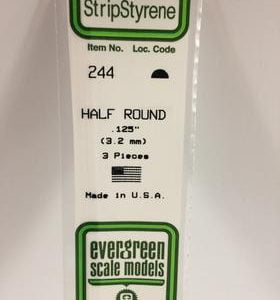 StripStyrene
Item No. Loc. Code
244
HALF ROUND
.125"
(3.2 mm)
3 Pieces
Made in U.S.A.
evergreen
scale models